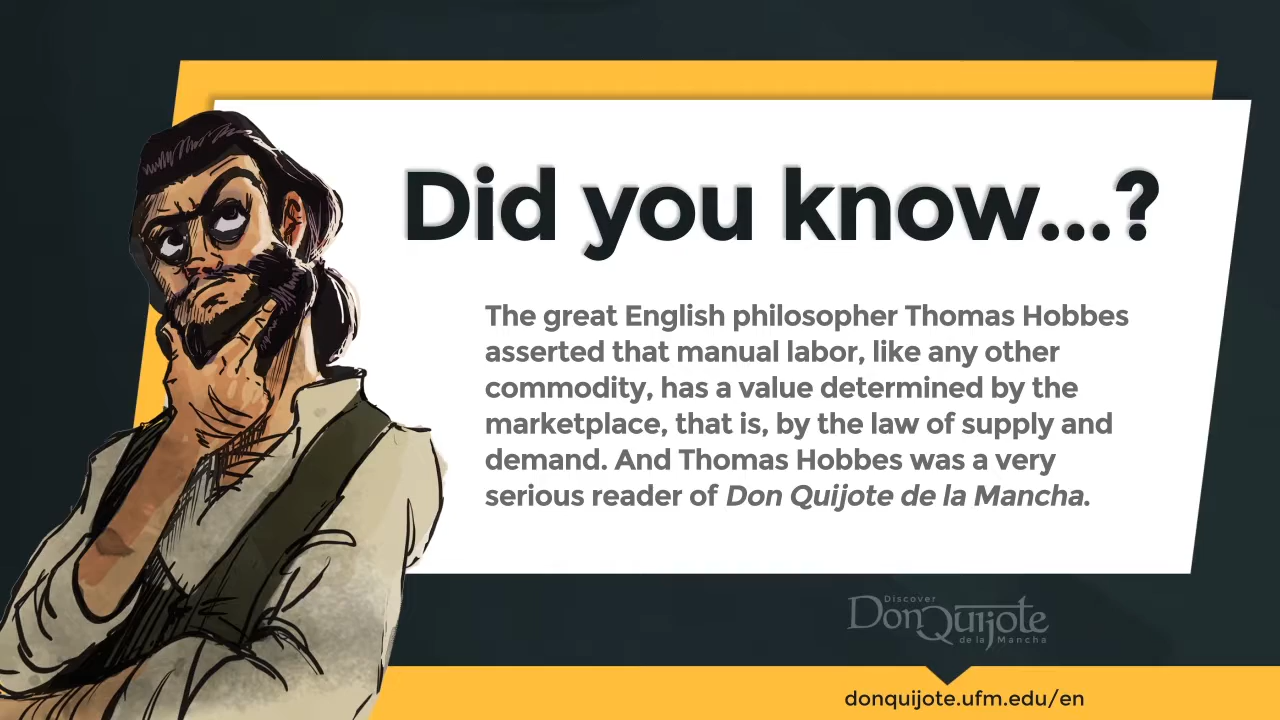 Did you know...?
The great English philosopher Thomas Hobbes
asserted that manual labor, like any other
commodity, has a value determined by the
marketplace, that is, by the law of supply and
demand. And Thomas Hobbes was a very
serious reader of Don Quijote de la Mancha.
Discover
Don Quijote
de la Mancha
donquijote.ufm.edu/en